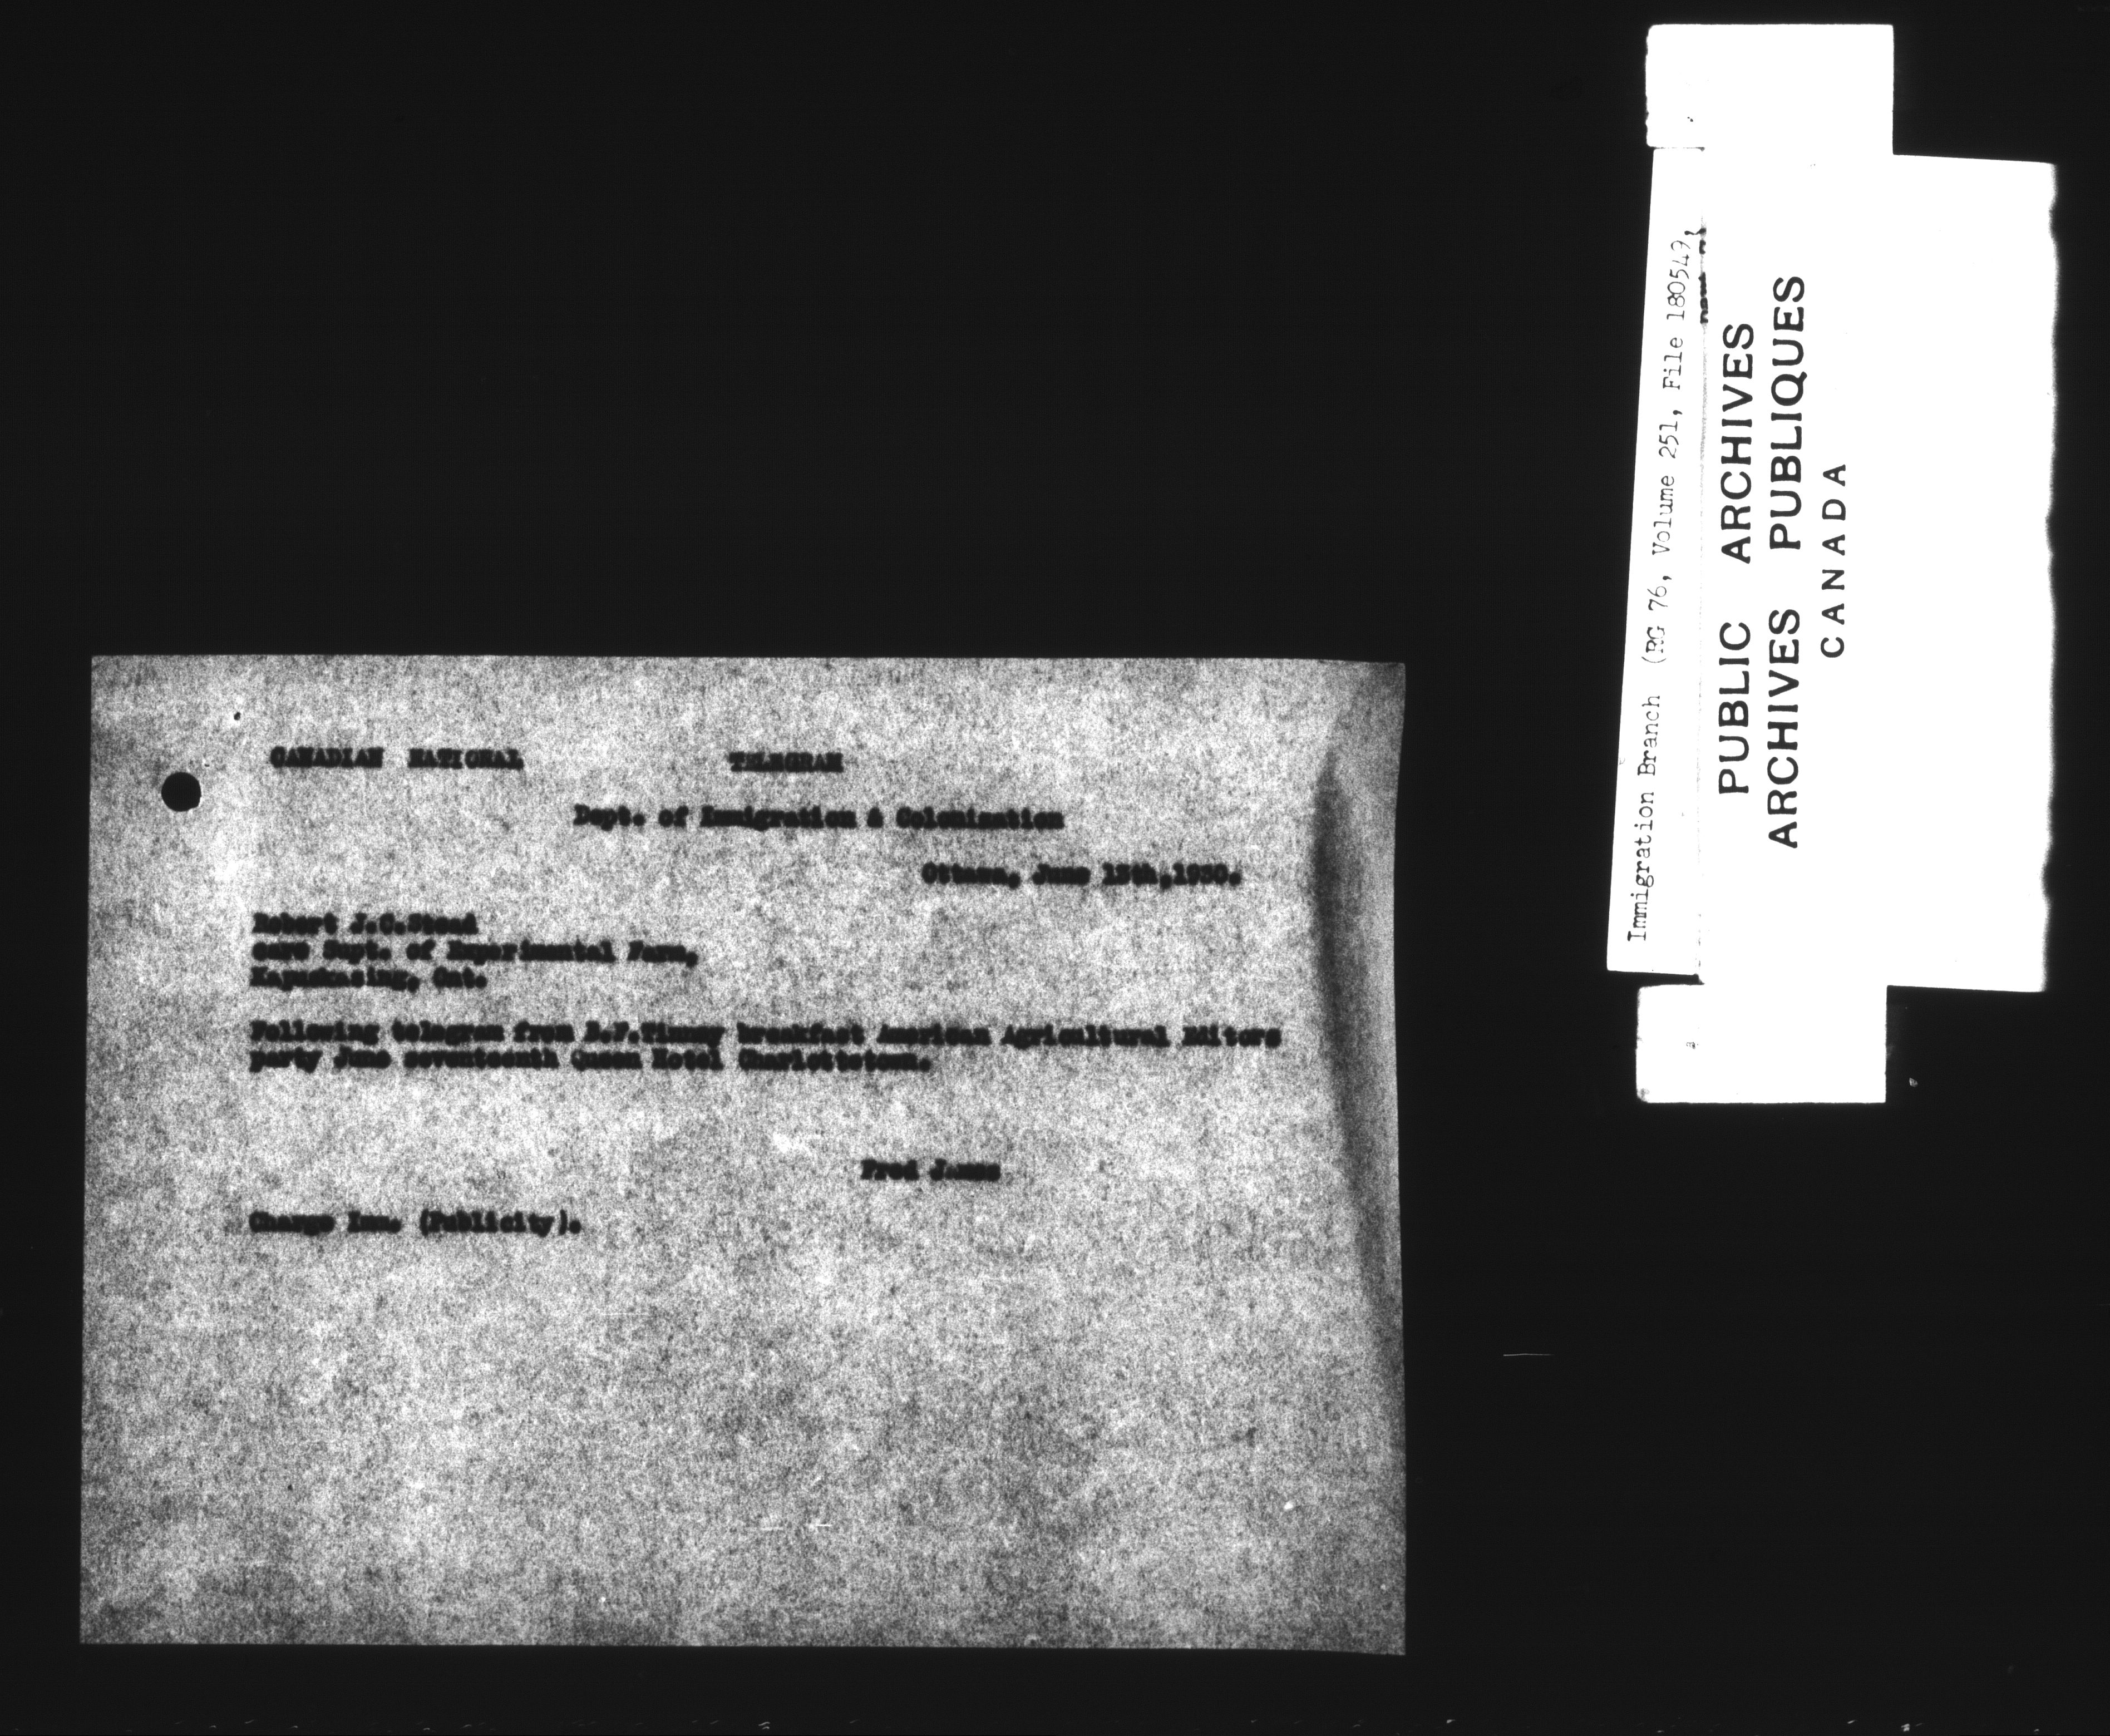 CANADIAN NATIONAL TELEGRAM
Dept. of Immigration & Colonization
Ottawa, June 13th,1930.
Robert J.C.Stead
care Supt. of Experimental Farm,
Kapuskasing, Ont.
Following telegram from breakfast American Agricultural Editors
party June seventeenth Queen Hotel Charlottetown.
Fred James
Charge Imm. (Publicity).
Immigration Branch (RG 76, Volume 251, File 180549,
PUBLIC ARCHIVES
ARCHIVES PUBLIQUES
CANADA